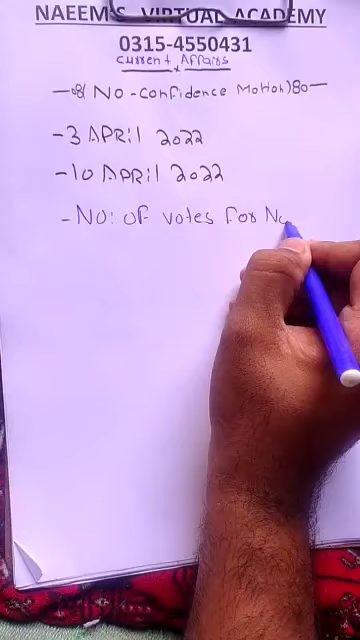 NAEEM'S VIRTUAL ACADEMY
0315-4550431
Current Affairs
(No-confidence Motion)
-3 APRil 2022
-10 APRil 2022
-No: of votes for No